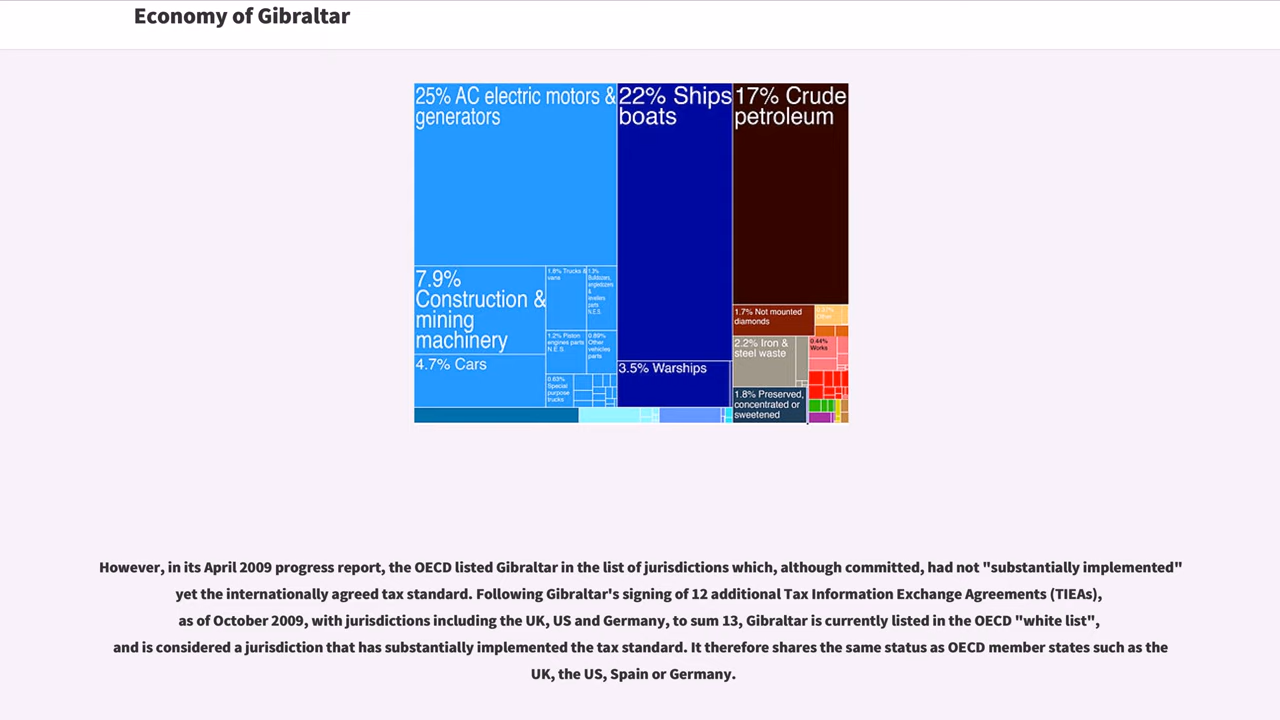 Economy of Gibraltar
25% AC electric motors &
generators
22% Ships
boats
17% Crude
petroleum
7.9%
Construction &
mining
machinery
4.7% Cars
1.8% Trucks &
vans
1.3%
Bulldozers,
angledozers
&
levellers
parts
N.E.S.
1.2% Piston
engines parts
N.E.S.
0.89%
Other
vehicles
parts
0.63%
Special
purpose
trucks
3.5% Warships
1.7% Not mounted
diamonds
Other
2.2% Iron &
steel waste
0.44%
Works
1.8% Preserved,
concentrated or
sweetened
However, in its April 2009 progress report, the OECD listed Gibraltar in the list of jurisdictions which, although committed, had not "substantially implemented"
yet the internationally agreed tax standard. Following Gibraltar's signing of 12 additional Tax Information Exchange Agreements (TIEAs),
as of October 2009, with jurisdictions including the UK, US and Germany, to sum 13, Gibraltar is currently listed in the OECD "white list",
and is considered a jurisdiction that has substantially implemented the tax standard. It therefore shares the same status as OECD member states such as the
UK, the US, Spain or Germany.